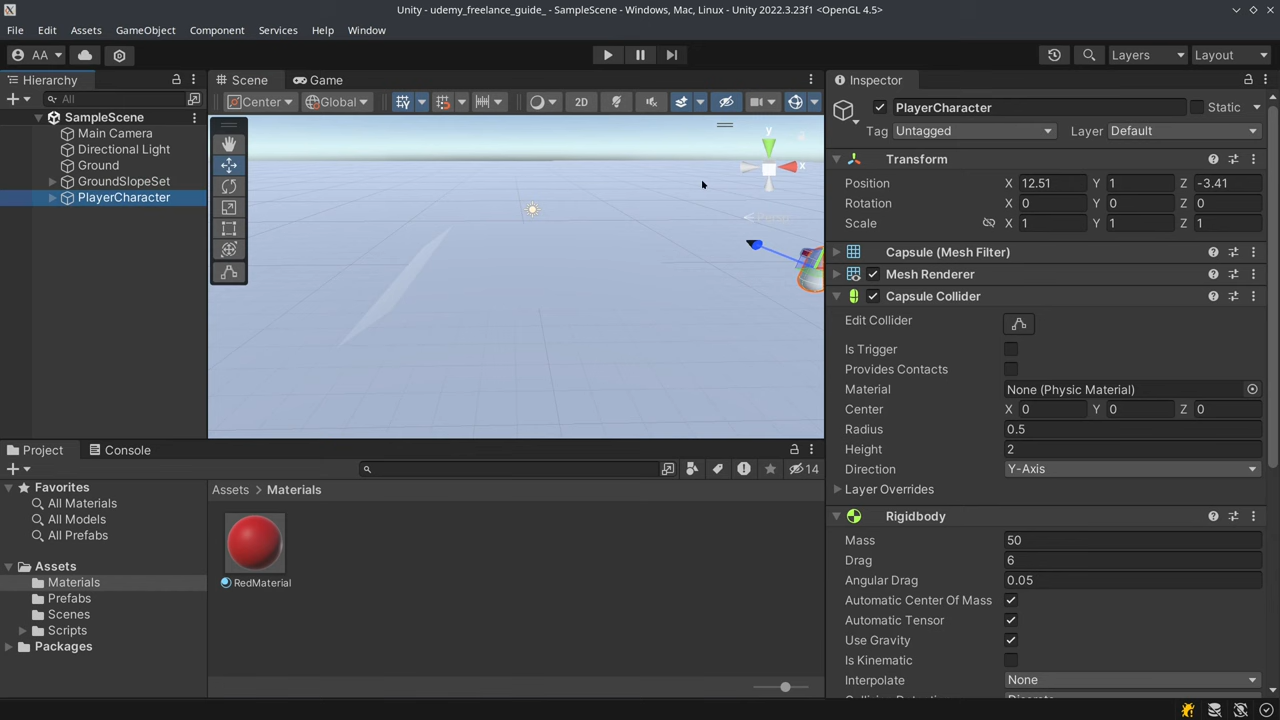 Unity - udemy_freelance_guide_ - SampleScene - Windows, Mac, Linux - Unity 2022.3.23f1 <OpenGL 4.5>
File Edit Assets GameObject Component Services Help Window
AA Layers Layout
Hierarchy
All
SampleScene
Main Camera
Directional Light
Ground
GroundSlopeSet
PlayerCharacter
Scene Game
Center Global 2D
y
x
Persp
Inspector
PlayerCharacter Static
Tag Untagged Layer Default
Transform
Position X 12.51 Y 1 Z -3.41
Rotation X 0 Y 0 Z 0
Scale X 1 Y 1 Z 1
Capsule (Mesh Filter)
Mesh Renderer
Capsule Collider
Edit Collider
Is Trigger
Provides Contacts
Material None (Physic Material)
Center X 0 Y 0 Z 0
Radius 0.5
Height 2
Direction Y-Axis
Layer Overrides
Rigidbody
Mass 50
Drag 6
Angular Drag 0.05
Automatic Center Of Mass
Automatic Tensor
Use Gravity
Is Kinematic
Interpolate None
Project Console
14
Favorites
All Materials
All Models
All Prefabs
Assets
Materials
Prefabs
Scenes
Scripts
Packages
Assets > Materials
RedMaterial